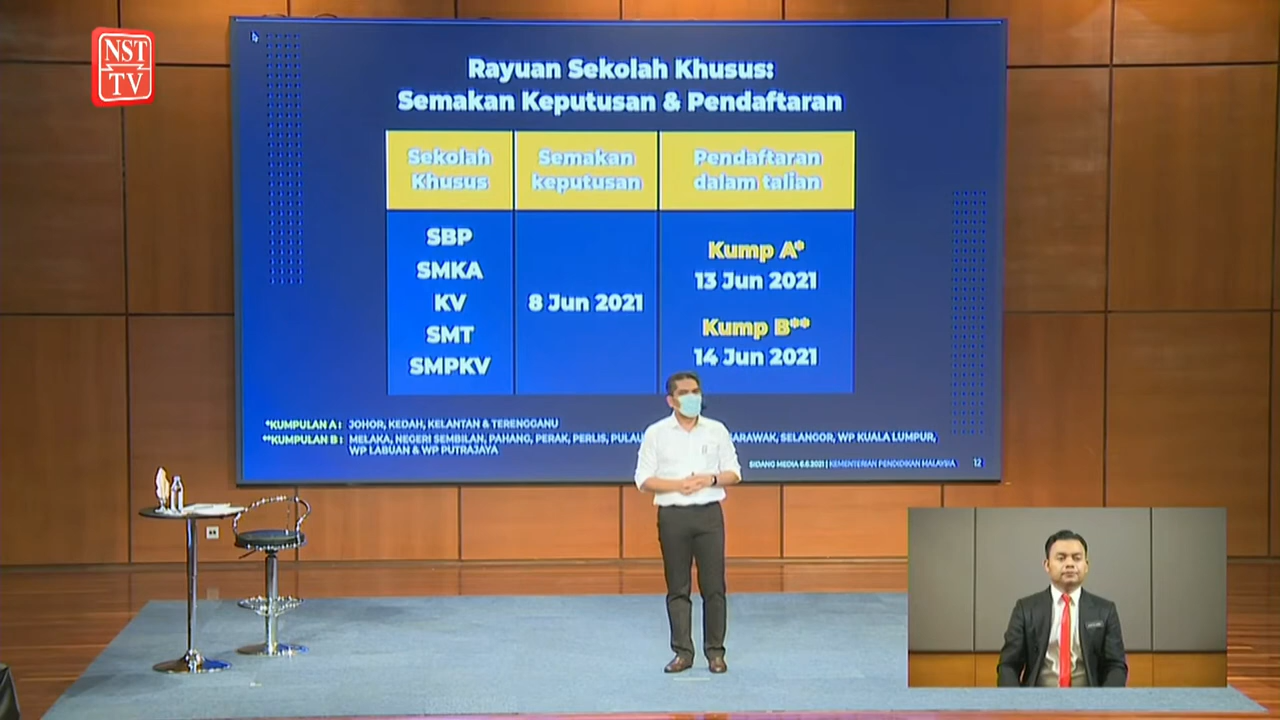 NST
TV
Rayuan Sekolah Khusus:
Semakan Keputusan & Pendaftaran
Sekolah
Khusus
Semakan
keputusan
Pendaftaran
dalam talian
SBP
SMKA
KV
SMT
SMPKV
8 Jun 2021
Kump A*
13 Jun 2021
Kump B**
14 Jun 2021
*KUMPULAN A : JOHOR, KEDAH, KELANTAN & TERENGGANU
**KUMPULAN B : MELAKA, NEGERI SEMBILAN, PAHANG, PERAK, PERLIS, PULAU ARAWAK, SELANGOR, WP KUALA LUMPUR,
WP LABUAN & WP PUTRAJAYA
SIDANG MEDIA 6.6.2021 | KEMENTERIAN PENDIDIKAN MALAYSIA 12